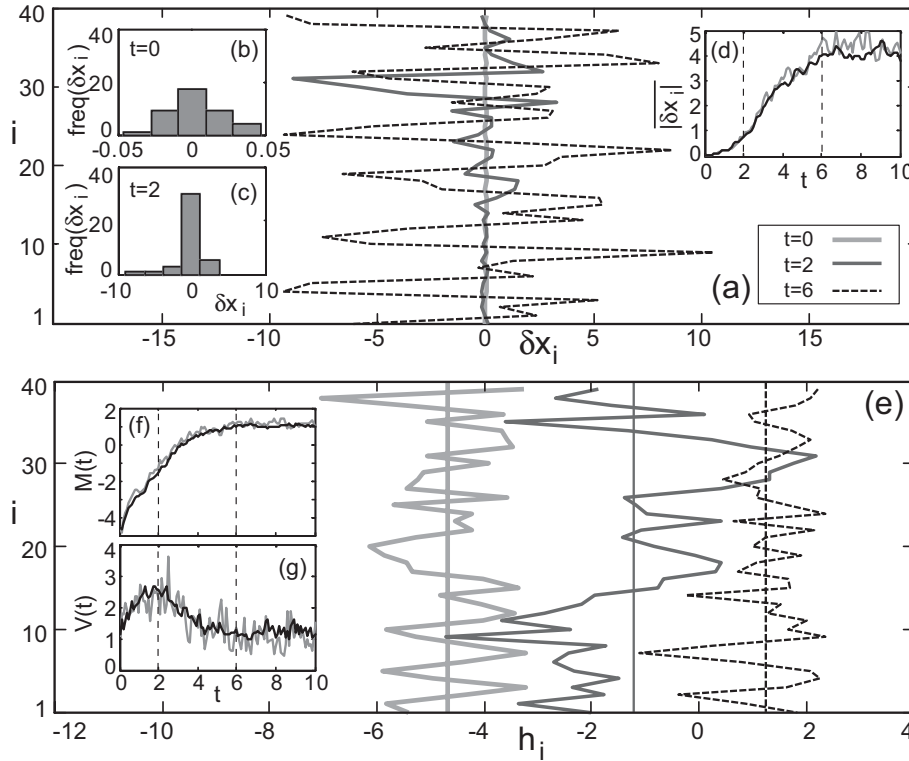 40
30
20
10
1
i
-15
-10
-5
0
5
10
15
δx_i
(a)
t=0
t=2
t=6
(b)
t=0
freq(δx_i)
40
20
0
-0.05
0
0.05
(c)
t=2
freq(δx_i)
40
20
0
-10
0
10
δx_i
(d)
|δx_i|
5
4
3
2
1
0
0
2
4
6
8
10
t
(e)
40
30
20
10
1
i
-12
-10
-8
-6
-4
-2
0
2
4
h_i
(f)
M(t)
2
0
-2
-4
(g)
V(t)
4
3
2
1
0
0
2
4
6
8
10
t